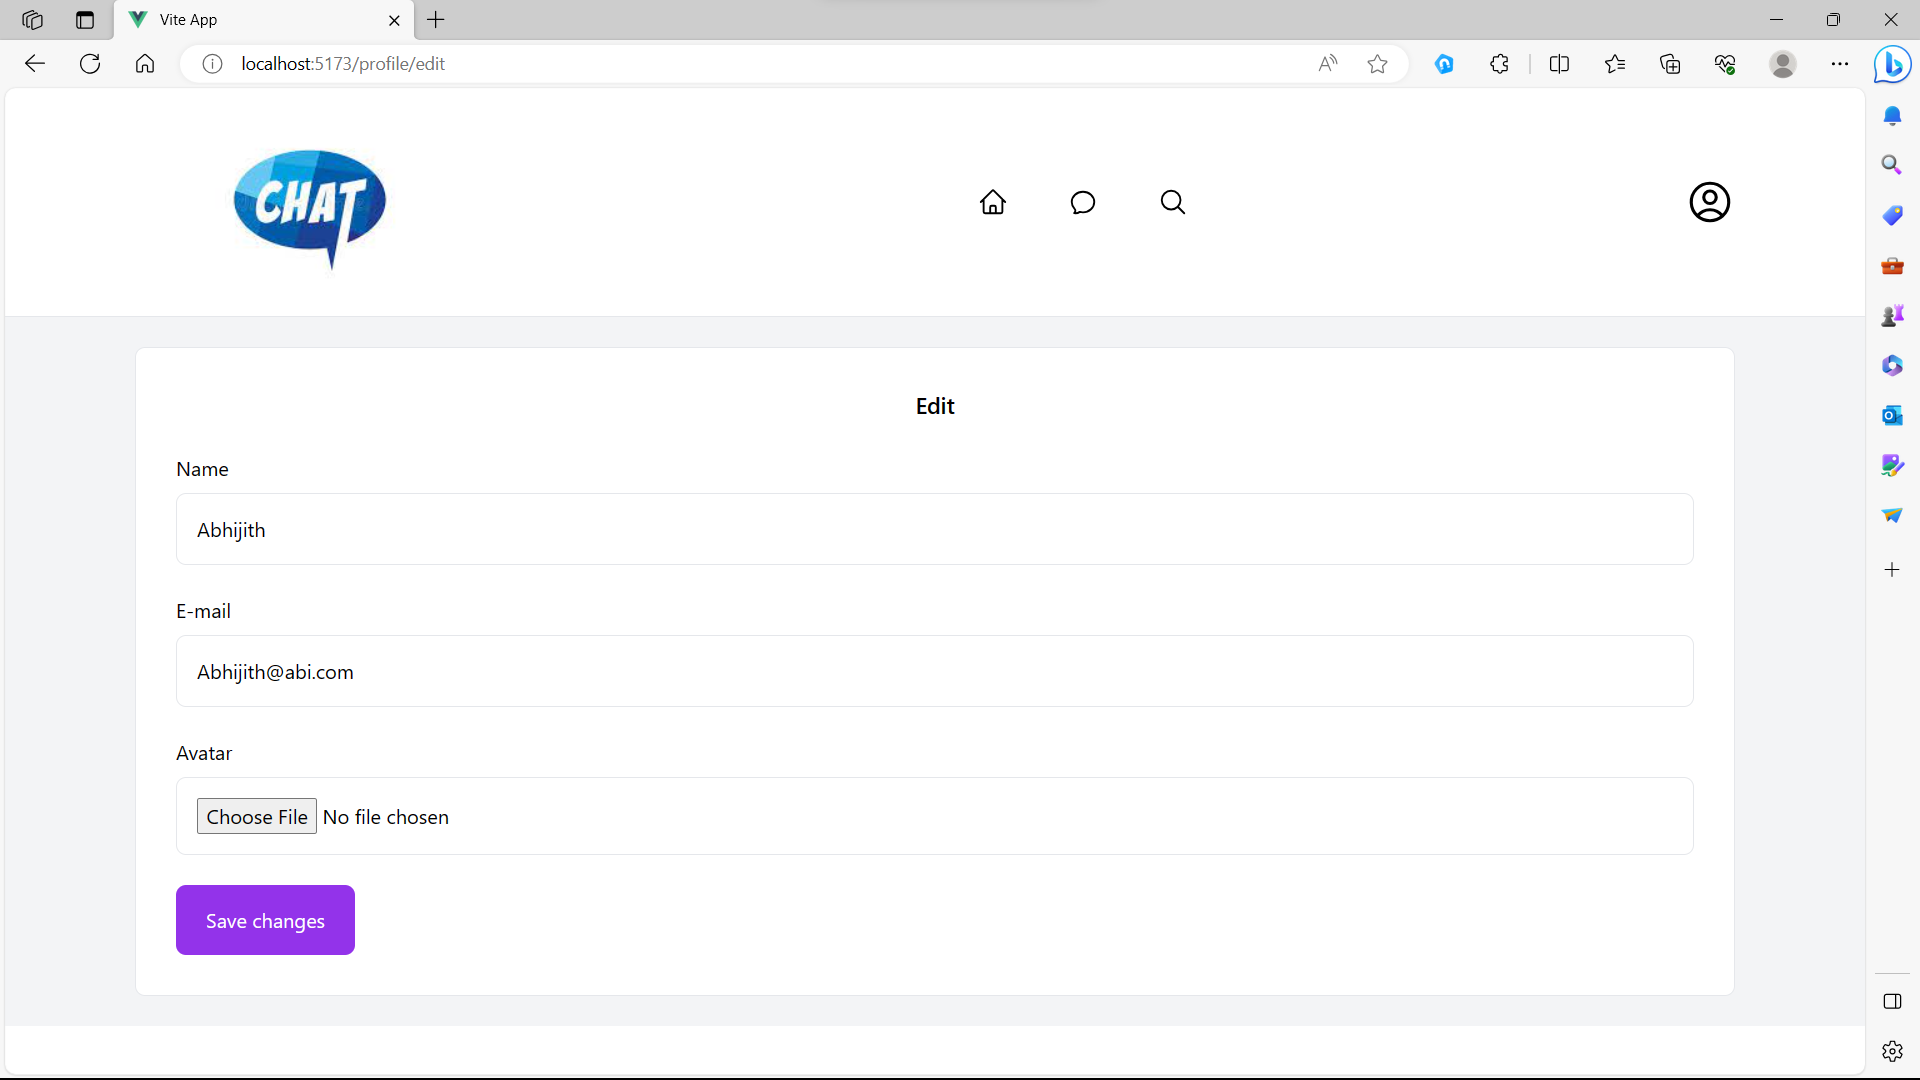 Vite App
localhost:5173/profile/edit
CHAT
Edit
Name
Abhijith
E-mail
Abhijith@abi.com
Avatar
Choose File No file chosen
Save changes